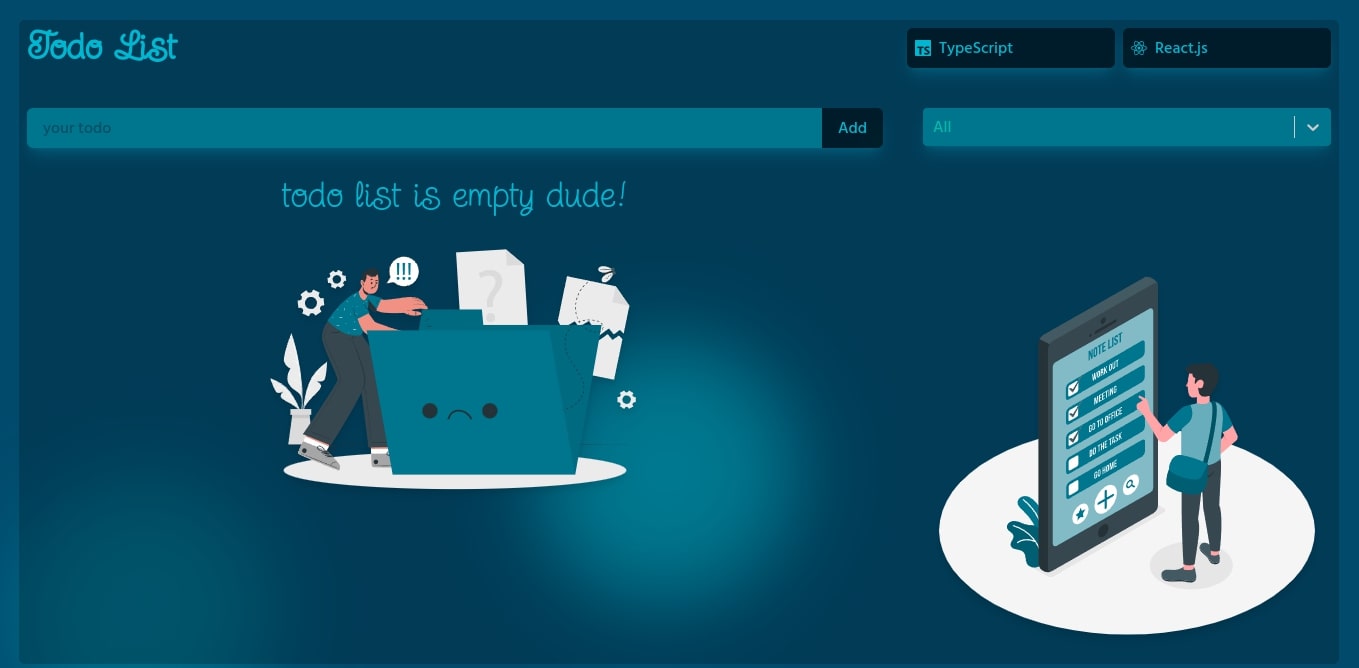 Todo List
TS TypeScript
React.js
your todo
Add
All
todo list is empty dude!
!!!
?
NOTE LIST
WORK OUT
MEETING
GO TO OFFICE
DO THE TASK
GO HOME